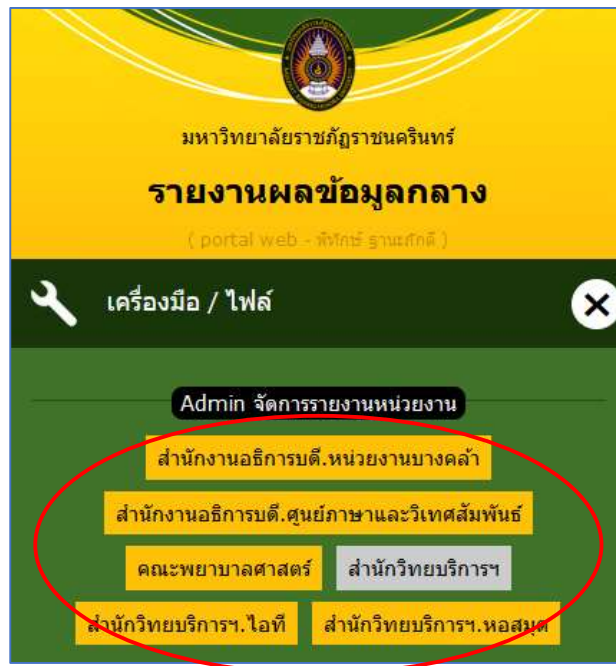 มหาวิทยาลัยราชภัฏราชนครินทร์
รายงานผลข้อมูลกลาง
( portal web - พิทักษ์ ฐานะภักดี )
เครื่องมือ / ไฟล์
Admin จัดการรายงานหน่วยงาน
สำนักงานอธิการบดี.หน่วยงานบางคล้า
สำนักงานอธิการบดี.ศูนย์ภาษาและวิเทศสัมพันธ์
คณะพยาบาลศาสตร์ สำนักวิทยบริการฯ
สำนักวิทยบริการฯ.ไอที สำนักวิทยบริการฯ.หอสมุด